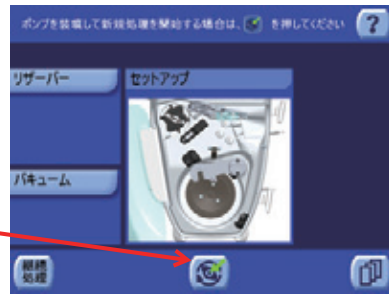 ポンプを装填して新規処理を開始する場合は、 を押してください
?
リザーバー
セットアップ
バキューム
継続
処理